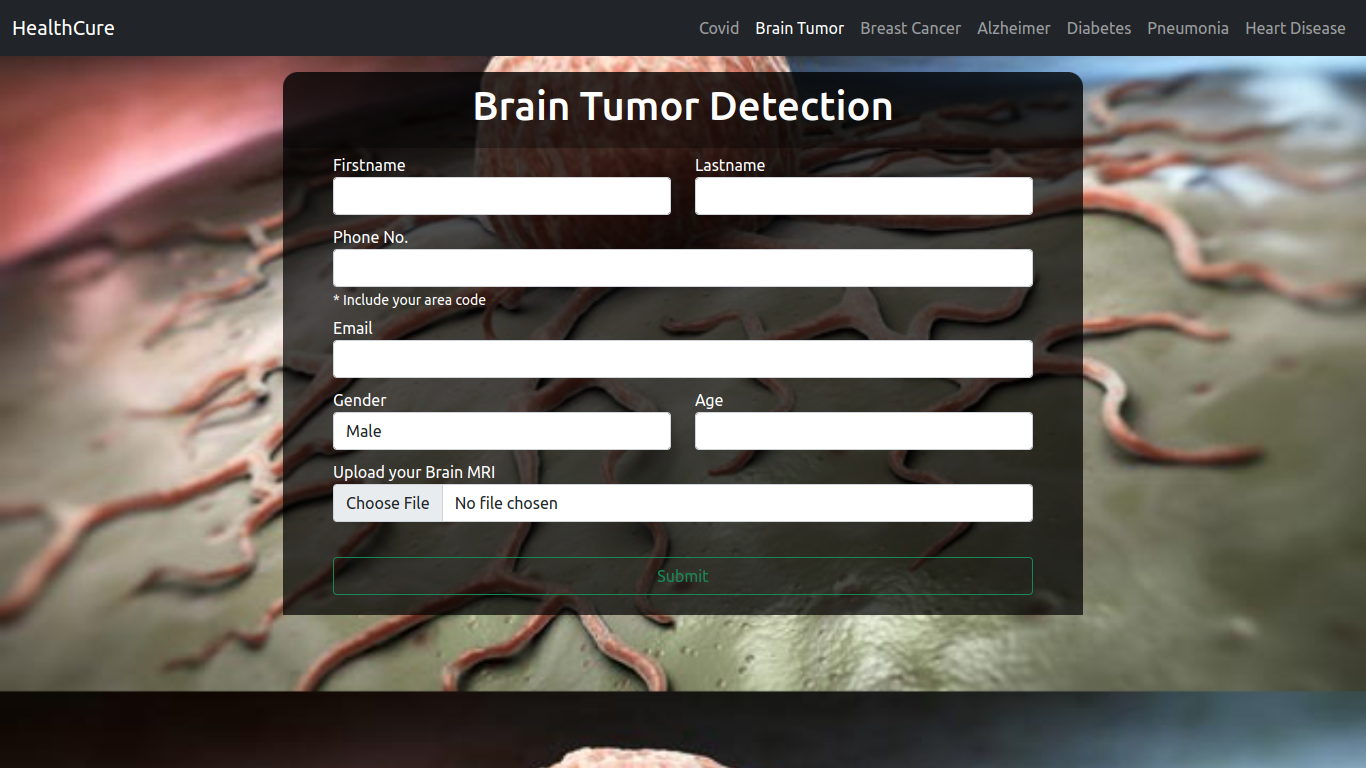 HealthCure Covid Brain Tumor Breast Cancer Alzheimer Diabetes Pneumonia Heart Disease
Brain Tumor Detection
Firstname Lastname
Phone No.
* Include your area code
Email
Gender Age
Male
Upload your Brain MRI
Choose File No file chosen
Submit